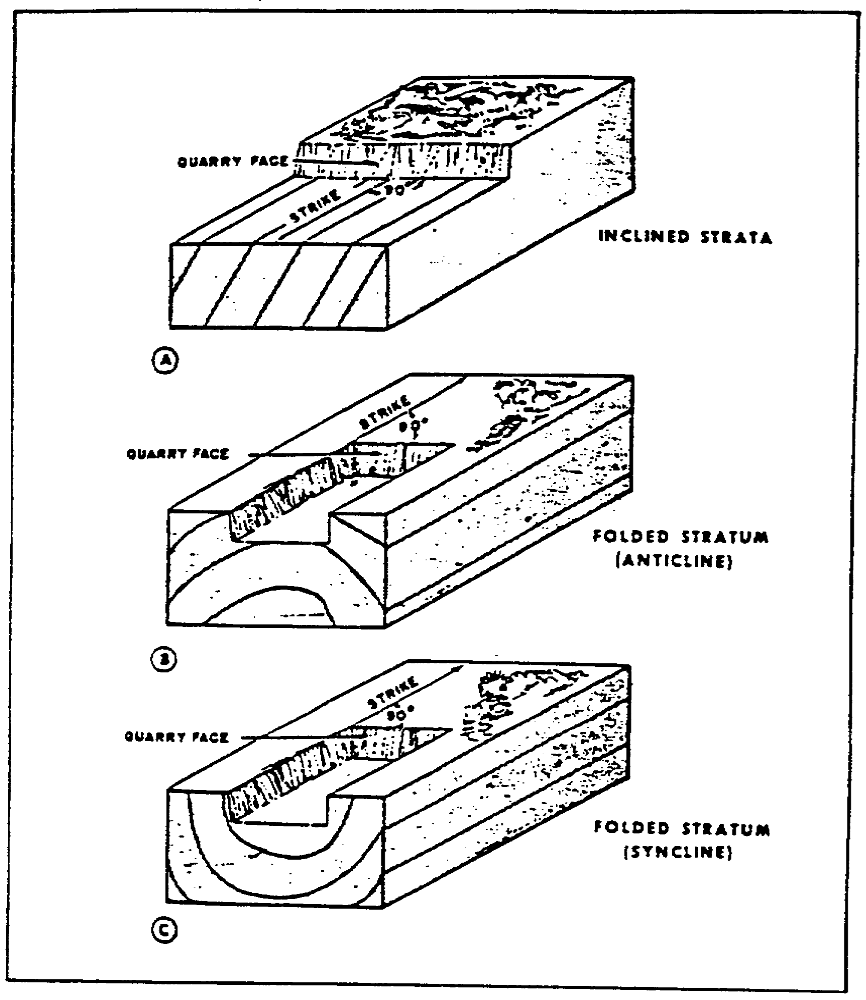 QUARRY FACE
90
STRIKE
INCLINED STRATA
A
STRIKE
90°
QUARRY FACE
FOLDED STRATUM
(ANTICLINE)
B
STRIKE
90°
QUARRY FACE
FOLDED STRATUM
(SYNCLINE)
C